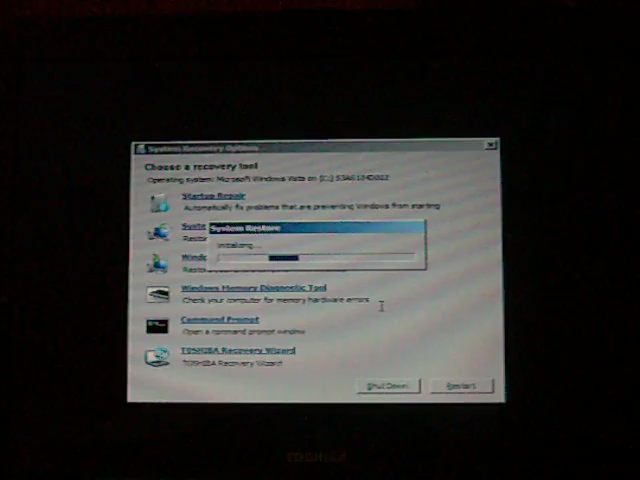 System Recovery Options
Choose a recovery tool
Operating system: Microsoft Windows Vista on (C:)
Startup Repair
Automatically fix problems that are preventing Windows from starting
System Restore
Initializing...
Windows Memory Diagnostic Tool
Check your computer for memory hardware errors
Command Prompt
Open a command prompt window
TOSHIBA Recovery Wizard
TOSHIBA Recovery Wizard
Shut Down
Restart
TOSHIBA